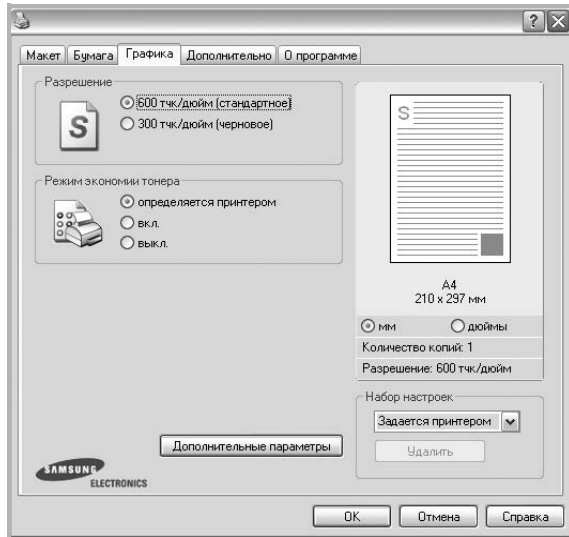 Макет Бумага Графика Дополнительно О программе
Разрешение
S
600 тчк/дюйм (стандартное)
300 тчк/дюйм (черновое)
Режим экономии тонера
определяется принтером
вкл.
выкл.
S
A4
210 x 297 мм
мм дюймы
Количество копий: 1
Разрешение: 600 тчк/дюйм
Набор настроек
Задается принтером
Удалить
Дополнительные параметры
SAMSUNG
ELECTRONICS
OK Отмена Справка